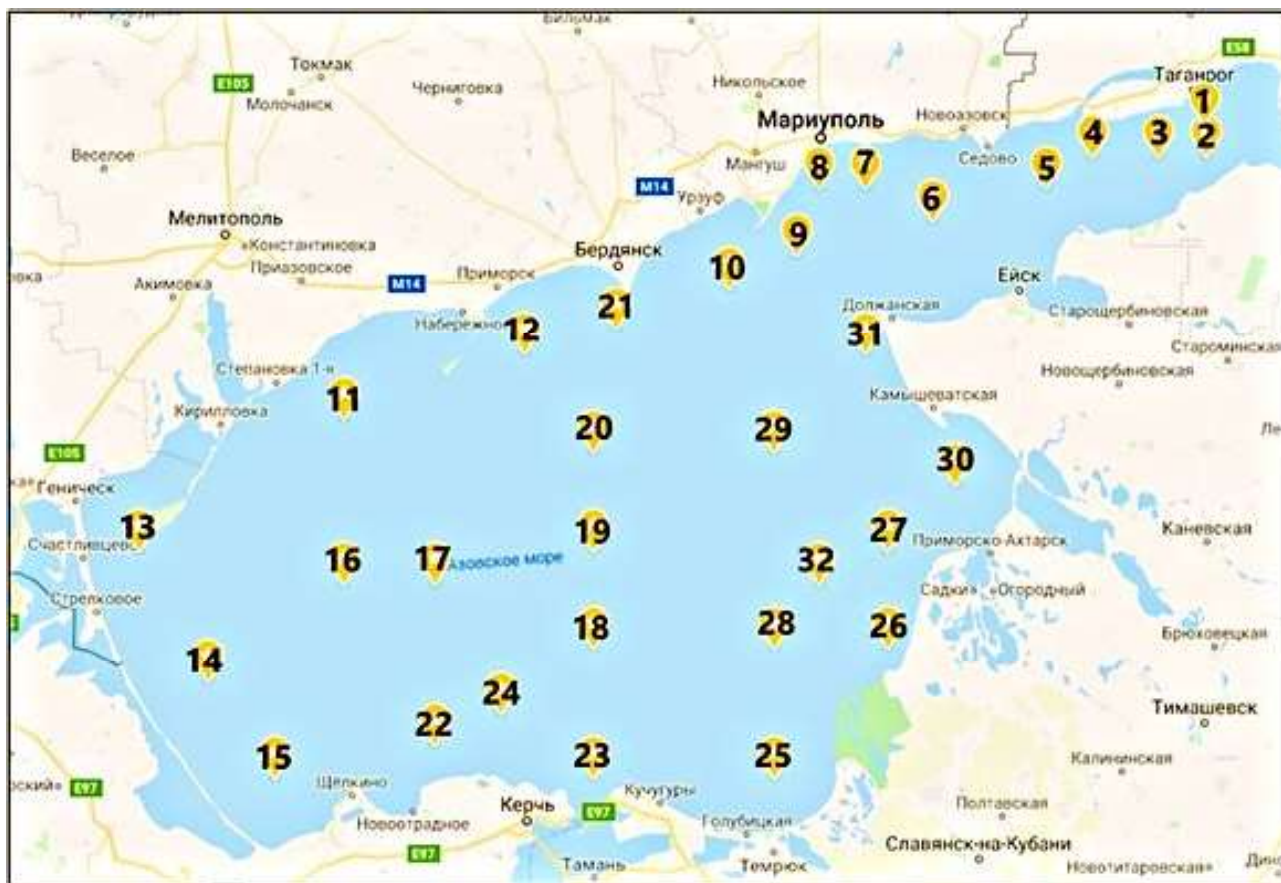 Бильмак
E58
Токмак
Таганрог
E105
Никольское
1
Молочанск
Черниговка
Мариуполь
Новоазовск
4
3
2
Веселое
Мангуш
8
7
Седово
5
M14
6
Урзуф
Мелитополь
9
Константиновка
Бердянск
10
Приазовское
Приморск
M14
Ейск
Акимовка
21
Должанская
Старощербиновская
Набережно
12
31
Староминская
Степановка 1-я
Новощербиновская
11
Камышеватская
Кирилловка
20
29
E105
30
Геническ
13
19
27
Каневская
Счастливцево
Приморско-Ахтарск
16
17
Азовское море
32
Садки
Огородный
Стрелковое
18
28
26
Брюховецкая
14
24
22
Тимашевск
15
23
25
Калининская
Щёлкино
E97
Кучугуры
Керчь
E97
Полтавская
Новоотрадное
Голубицкая
Славянск-на-Кубани
E97
Тамань
Темрюк
Новотитаровская